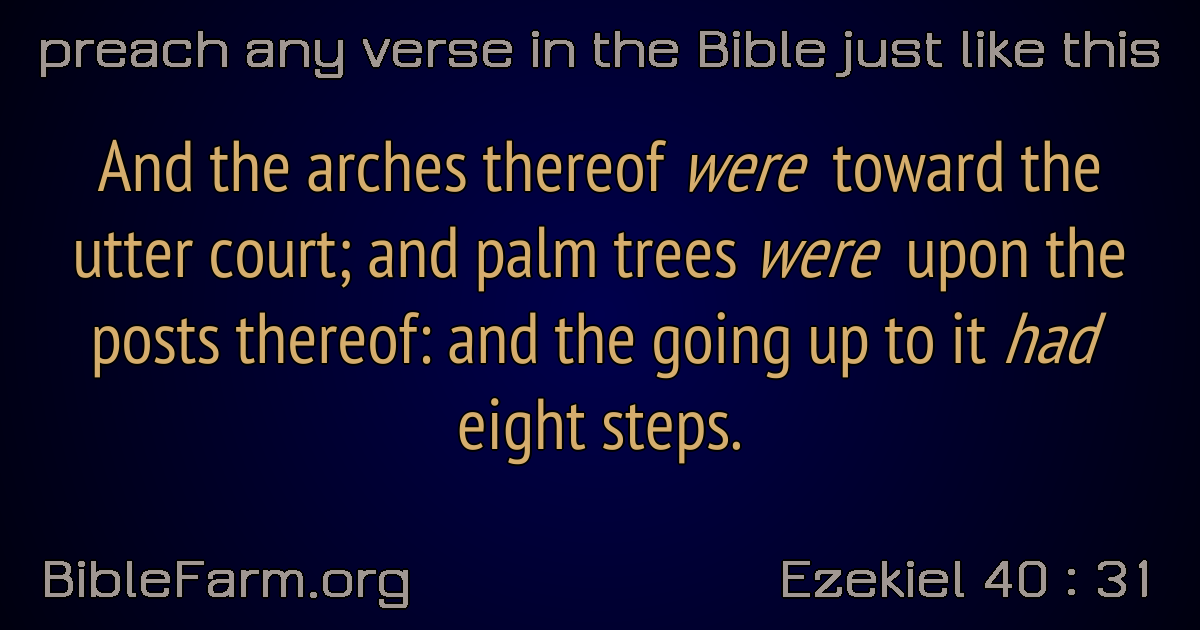 preach any verse in the Bible just like this
And the arches thereof were toward the
utter court; and palm trees were upon the
posts thereof: and the going up to it had
eight steps.
BibleFarm.org
Ezekiel 40 : 31